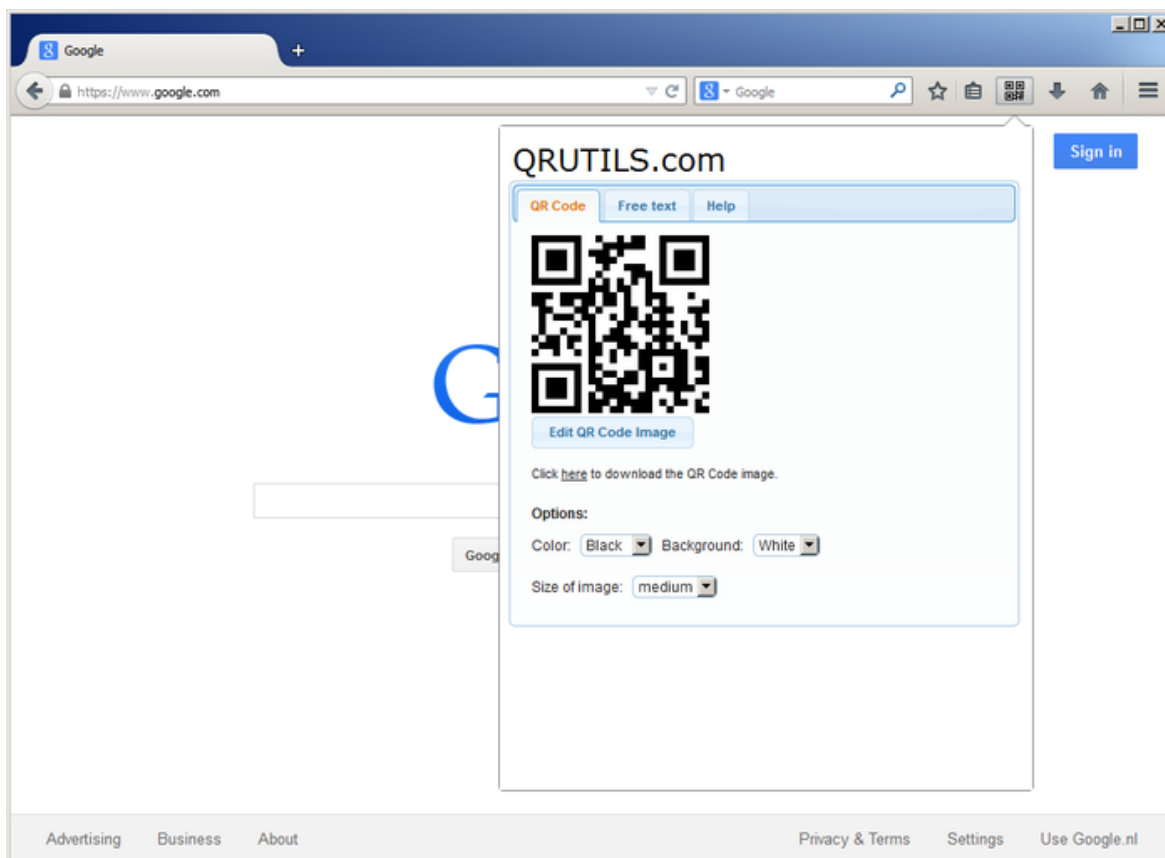 Google
https://www.google.com
Google
Sign in
QRUTILS.com
QR Code Free text Help
G
Edit QR Code Image
Click here to download the QR Code image.
Goog
Options:
Color: Black Background: White
Size of image: medium
Advertising Business About Privacy & Terms Settings Use Google.nl